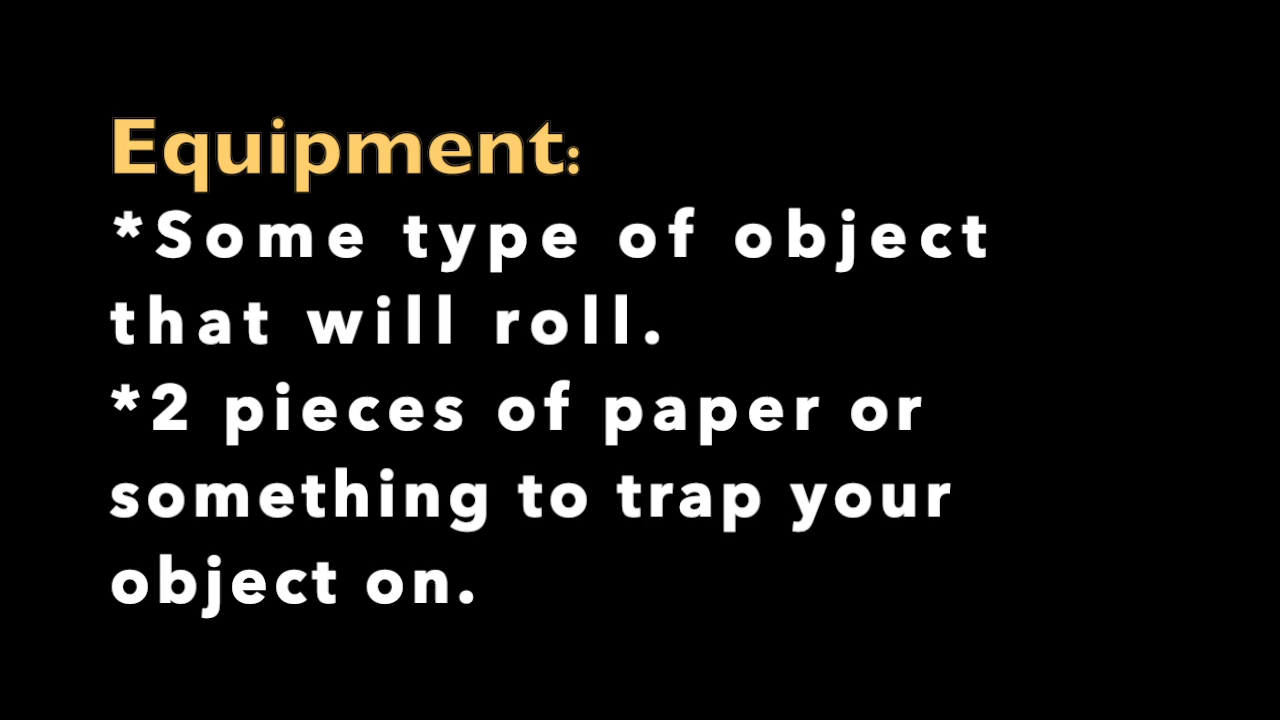 Equipment:
*Some type of object
that will roll.
*2 pieces of paper or
something to trap your
object on.